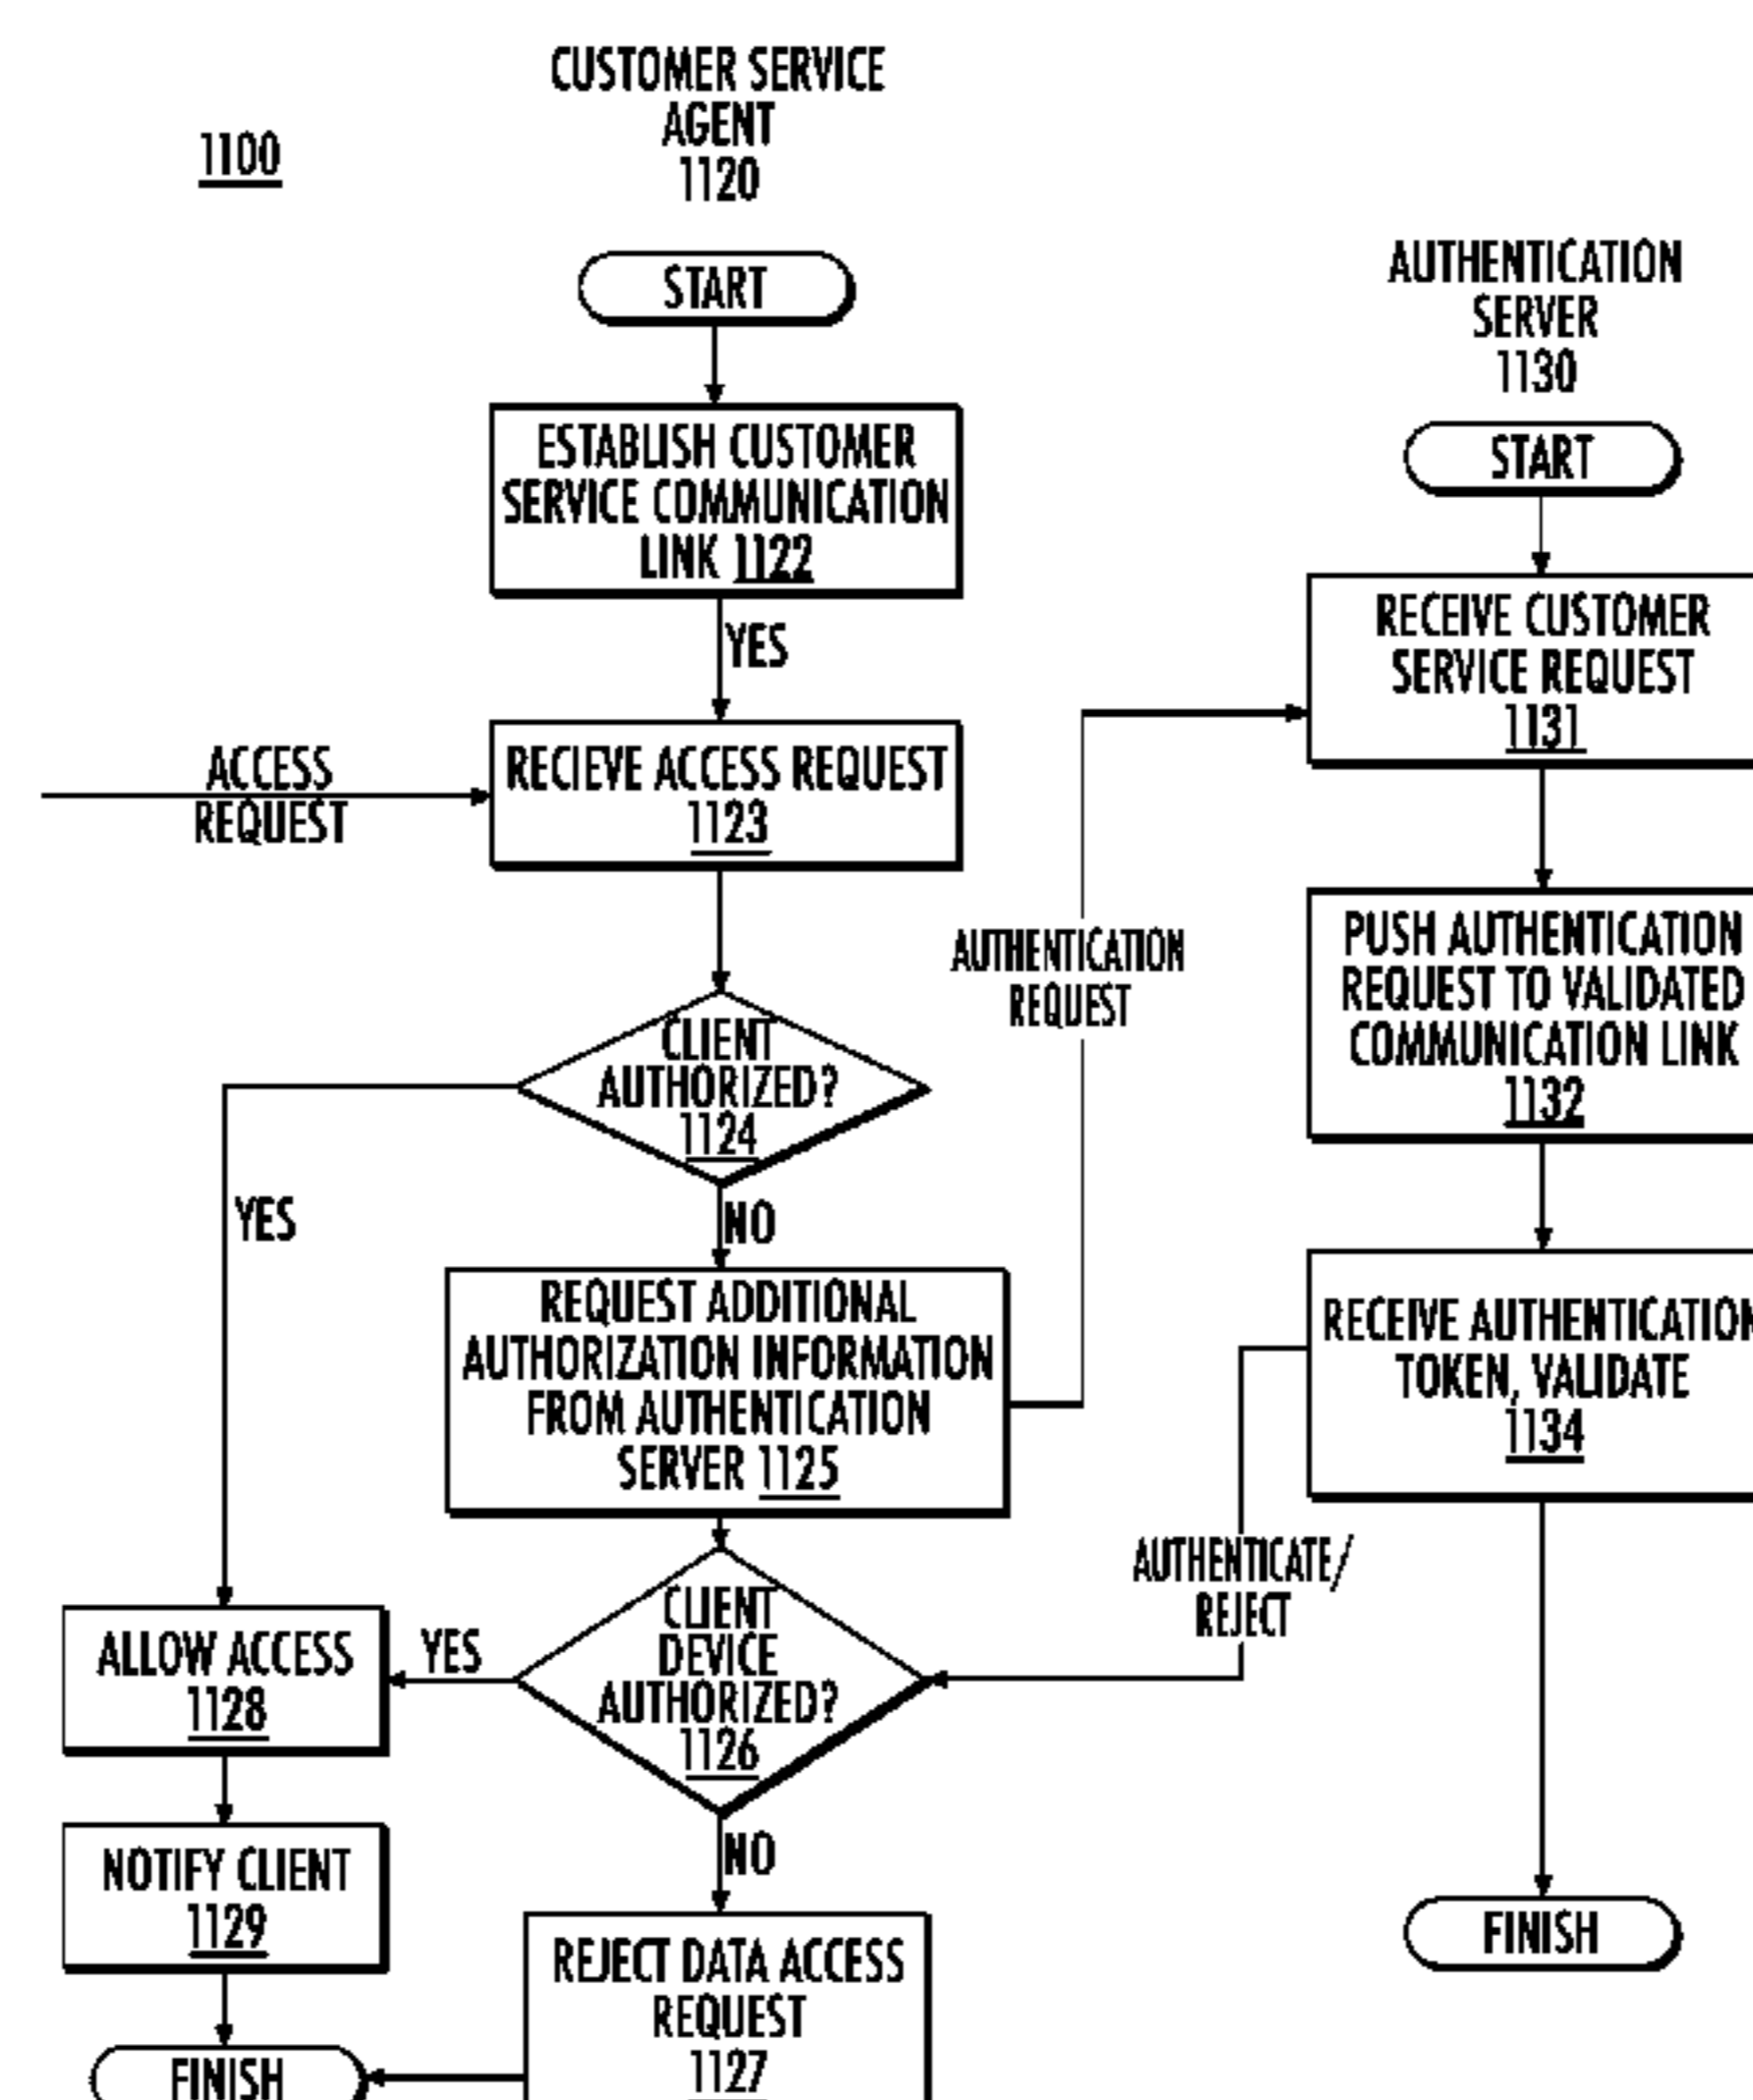 CUSTOMER SERVICE
AGENT
1120
1100
START
ESTABLISH CUSTOMER
SERVICE COMMUNICATION
LINK 1122
YES
ACCESS
REQUEST
RECIEVE ACCESS REQUEST
1123
CLIENT
AUTHORIZED?
1124
YES
NO
REQUEST ADDITIONAL
AUTHORIZATION INFORMATION
FROM AUTHENTICATION
SERVER 1125
AUTHENTICATION
REQUEST
CLIENT
DEVICE
AUTHORIZED?
1126
YES
ALLOW ACCESS
1128
NOTIFY CLIENT
1129
NO
REJECT DATA ACCESS
REQUEST
1127
FINISH
AUTHENTICATION
SERVER
1130
START
RECEIVE CUSTOMER
SERVICE REQUEST
1131
PUSH AUTHENTICATION
REQUEST TO VALIDATED
COMMUNICATION LINK
1132
RECEIVE AUTHENTICATION
TOKEN, VALIDATE
1134
AUTHENTICATE/
REJECT
FINISH